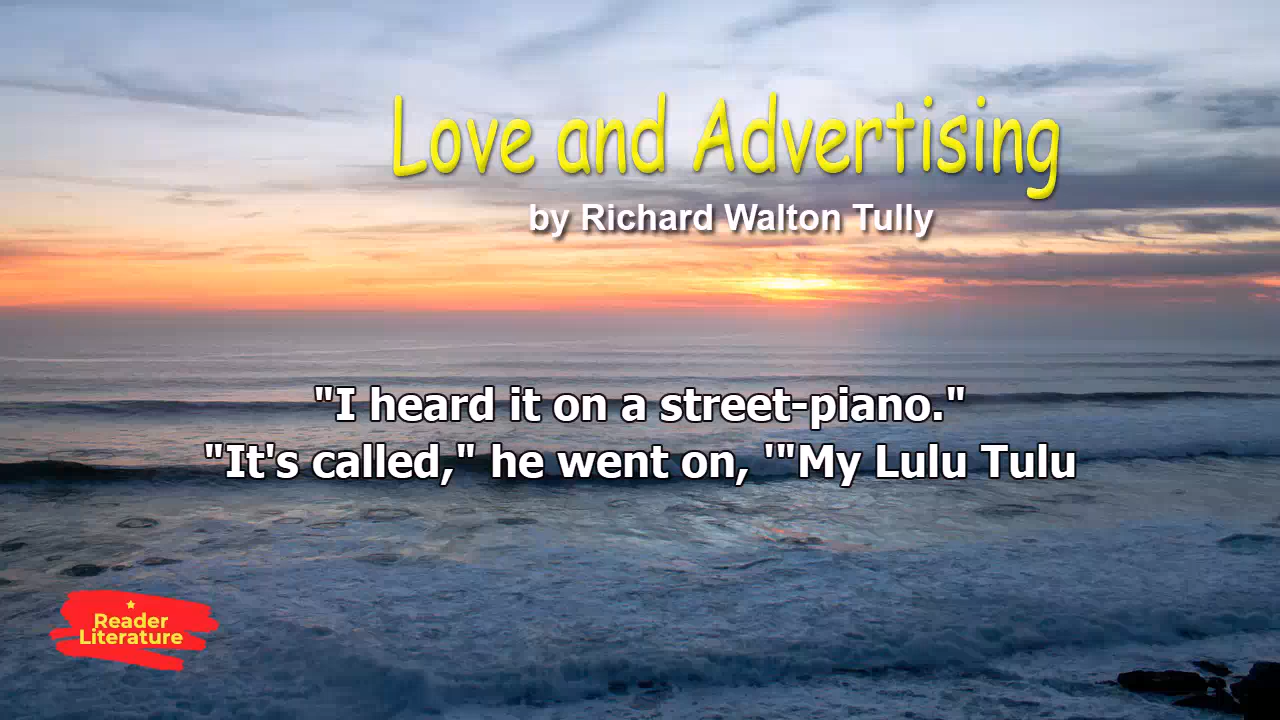 Love and Advertising
by Richard Walton Tully
"I heard it on a street-piano."
"It's called," he went on, '"My Lulu Tulu
Reader
Literature